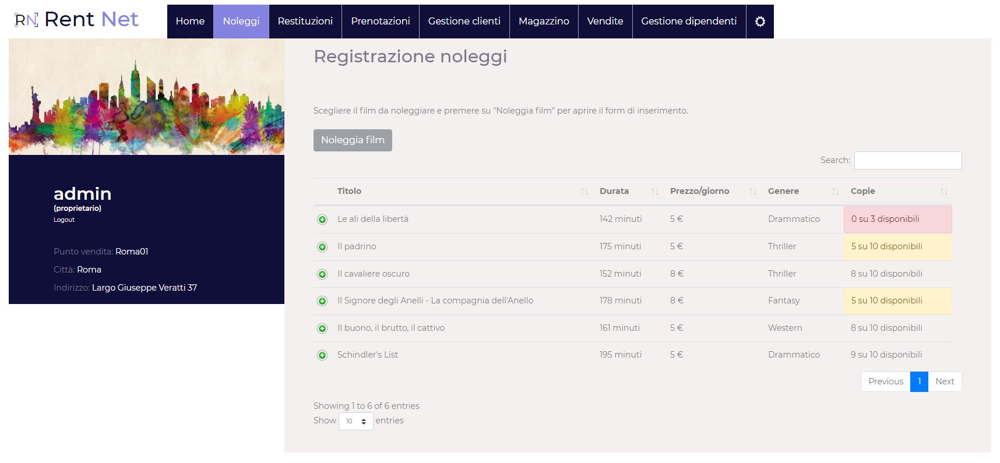 RN Rent Net
Home Noleggi Restituzioni Prenotazioni Gestione clienti Magazzino Vendite Gestione dipendenti
Registrazione noleggi
Scegliere il film da noleggiare e premere su "Noleggia film" per aprire il form di inserimento.
Noleggia film
Search:
admin
(proprietario)
Logout
Punto vendita: Roma01
Città: Roma
Indirizzo: Largo Giuseppe Veratti 37
Titolo Durata Prezzo/giorno Genere Copie
Le ali della libertà 142 minuti 5 € Drammatico 0 su 3 disponibili
Il padrino 175 minuti 5 € Thriller 5 su 10 disponibili
Il cavaliere oscuro 152 minuti 8 € Thriller 8 su 10 disponibili
Il Signore degli Anelli - La compagnia dell'Anello 178 minuti 8 € Fantasy 5 su 10 disponibili
Il buono, il brutto, il cattivo 161 minuti 5 € Western 8 su 10 disponibili
Schindler's List 195 minuti 5 € Drammatico 9 su 10 disponibili
Previous 1 Next
Showing 1 to 6 of 6 entries
Show 10 entries